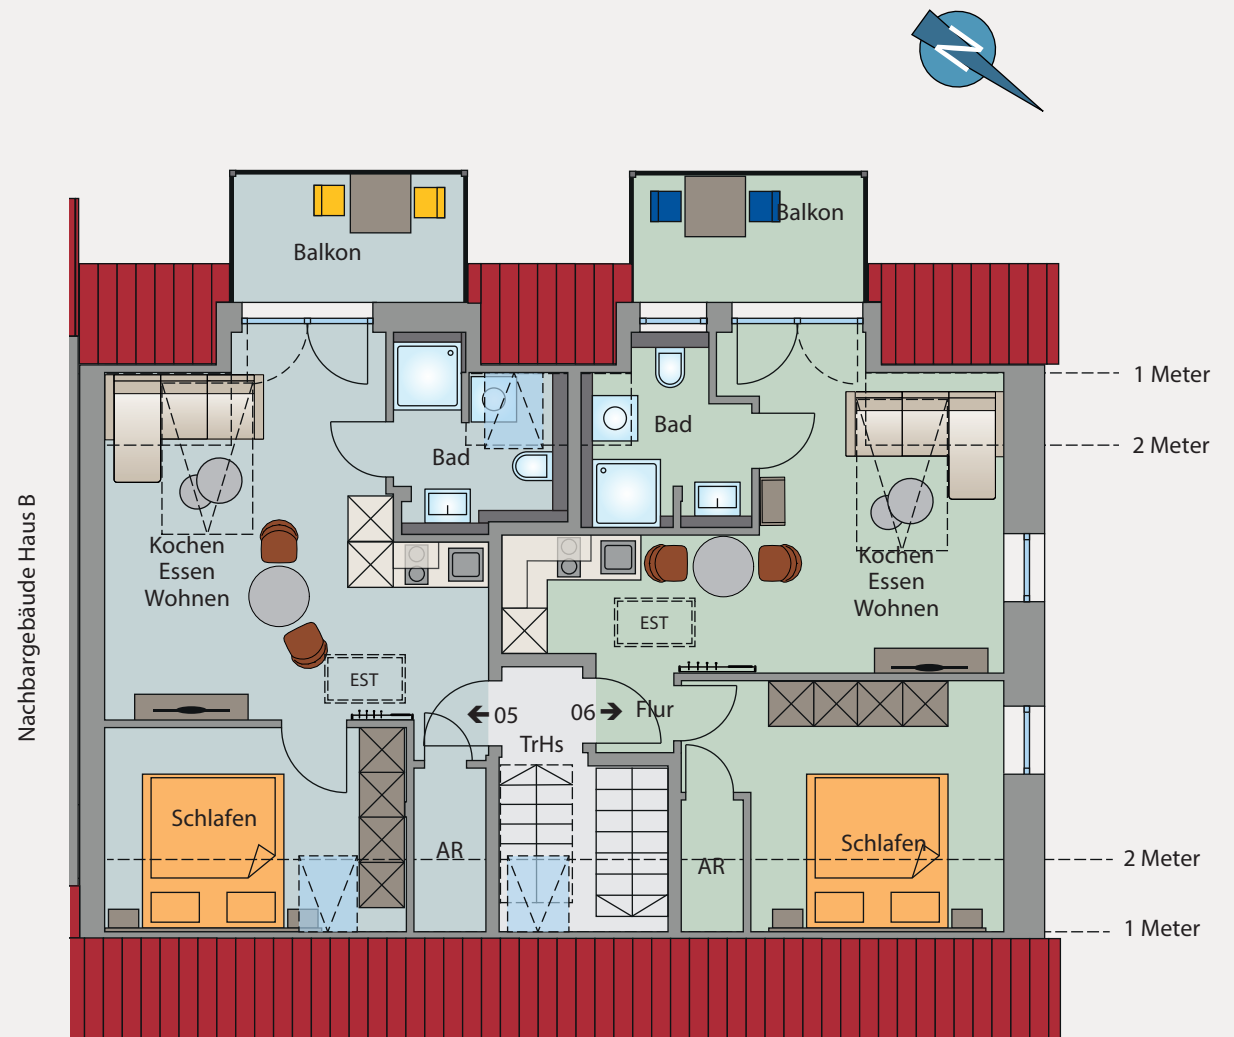 N
Balkon
Balkon
1 Meter
2 Meter
Bad
Bad
Nachbargebäude Haus B
Kochen
Essen
Wohnen
Kochen
Essen
Wohnen
EST
EST
05
06
Flur
TrHs
Schlafen
AR
AR
Schlafen
2 Meter
1 Meter